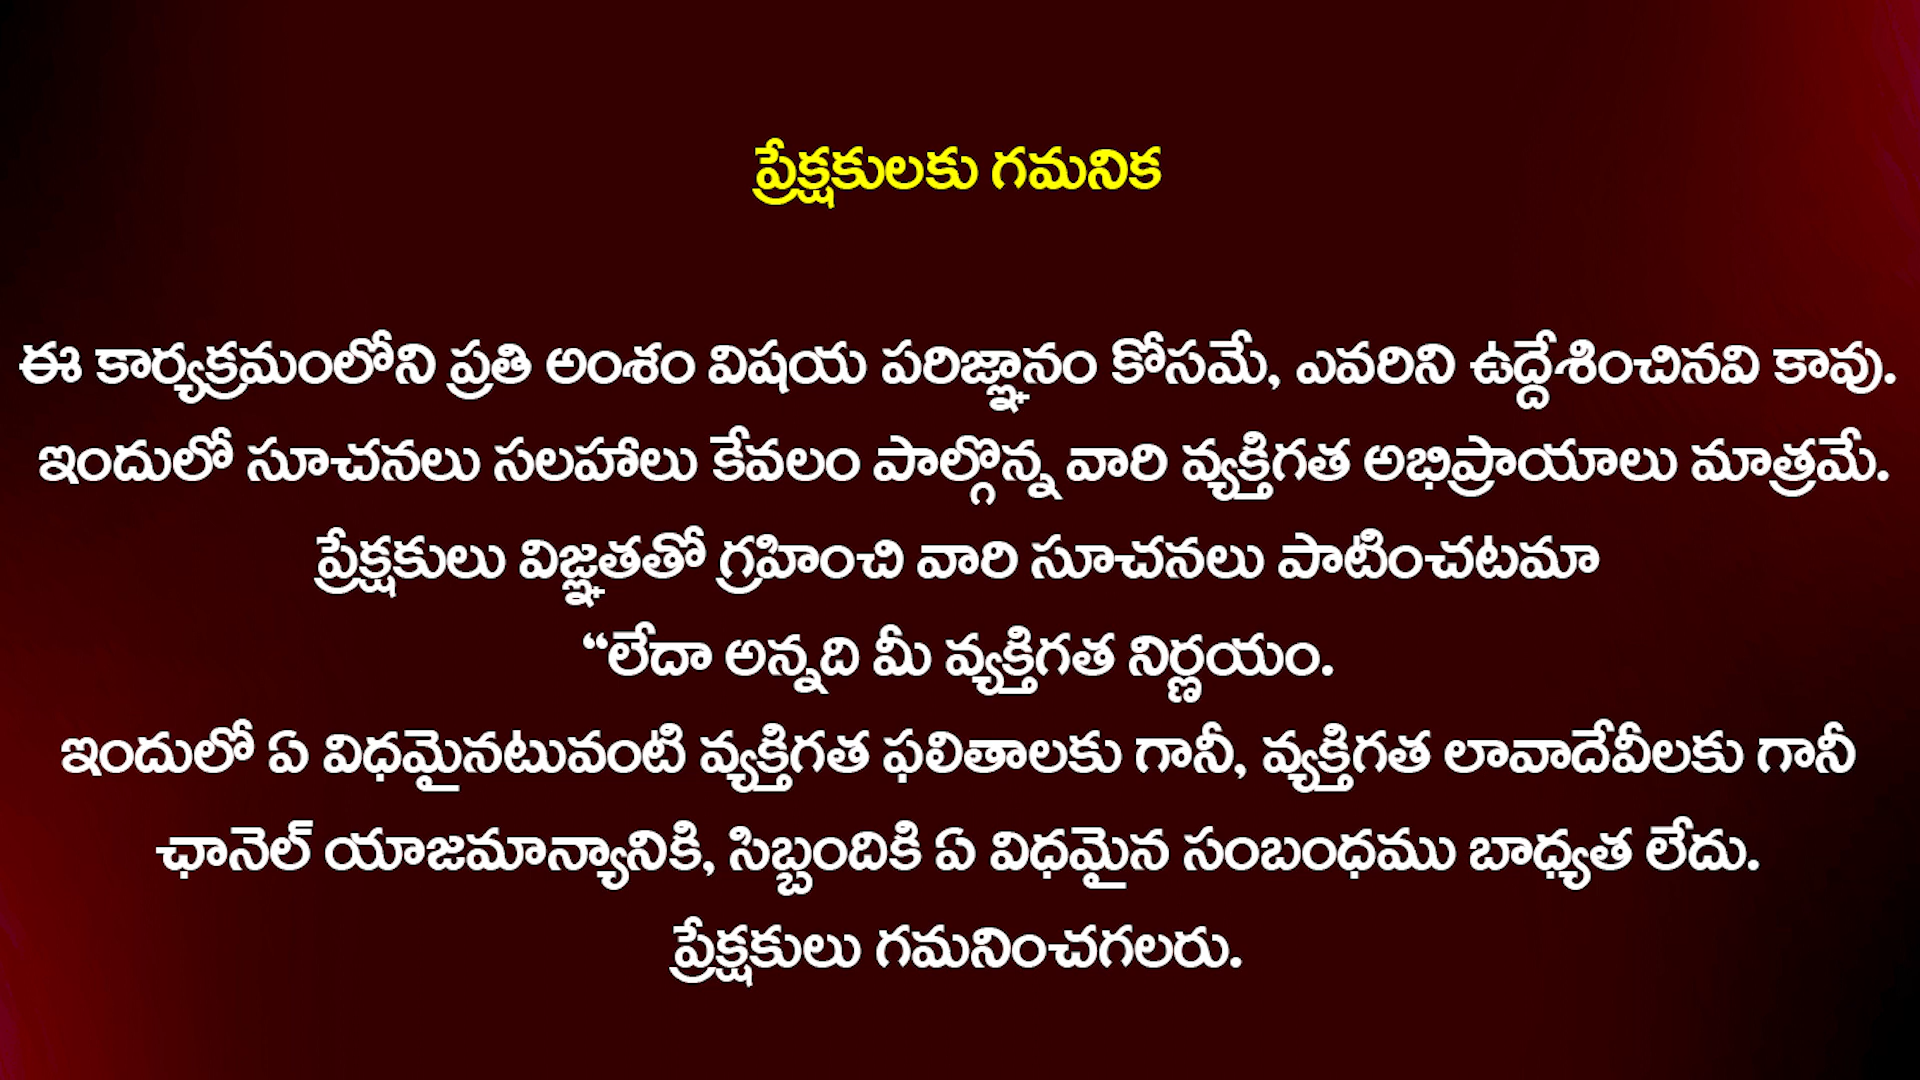 ప్రేక్షకులకు గమనిక
ఈ కార్యక్రమంలోని ప్రతి అంశం విషయ పరిజ్ఞానం కోసమే, ఎవరిని ఉద్దేశించినవి కావు.
ఇందులో సూచనలు సలహాలు కేవలం పాల్గొన్న వారి వ్యక్తిగత అభిప్రాయాలు మాత్రమే.
ప్రేక్షకులు విజ్ఞతతో గ్రహించి వారి సూచనలు పాటించటమా
“లేదా అన్నది మీ వ్యక్తిగత నిర్ణయం.
ఇందులో ఏ విధమైనటువంటి వ్యక్తిగత ఫలితాలకు గానీ, వ్యక్తిగత లావాదేవీలకు గానీ
ఛానెల్ యాజమాన్యానికి, సిబ్బందికి ఏ విధమైన సంబంధము బాధ్యత లేదు.
ప్రేక్షకులు గమనించగలరు.